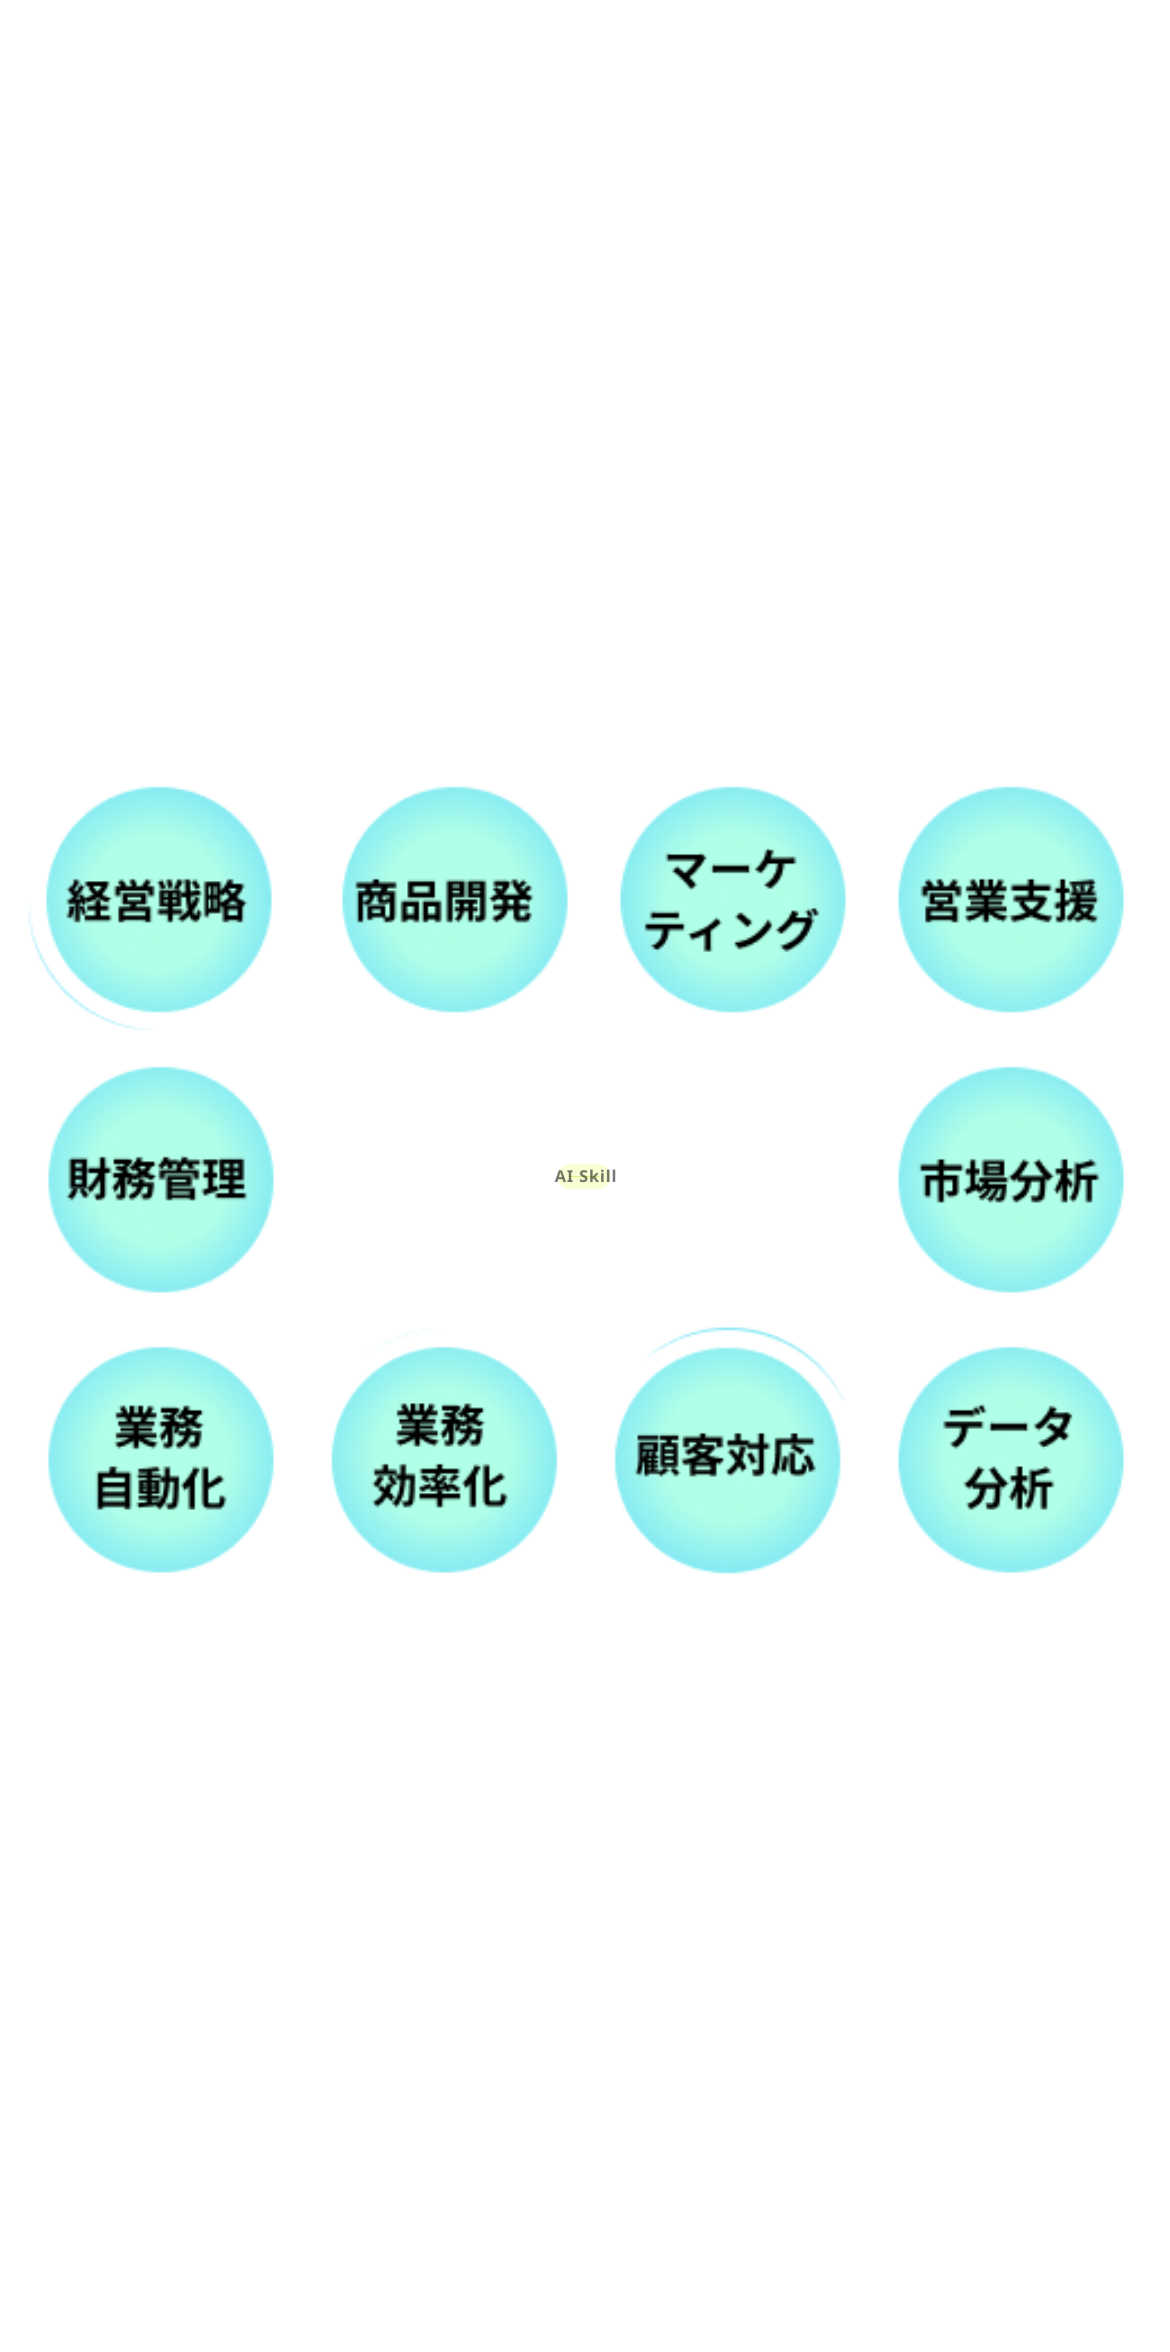 経営戦略
商品開発
マーケ
ティング
営業支援
財務管理
AI Skill
市場分析
業務
自動化
業務
効率化
顧客対応
データ
分析